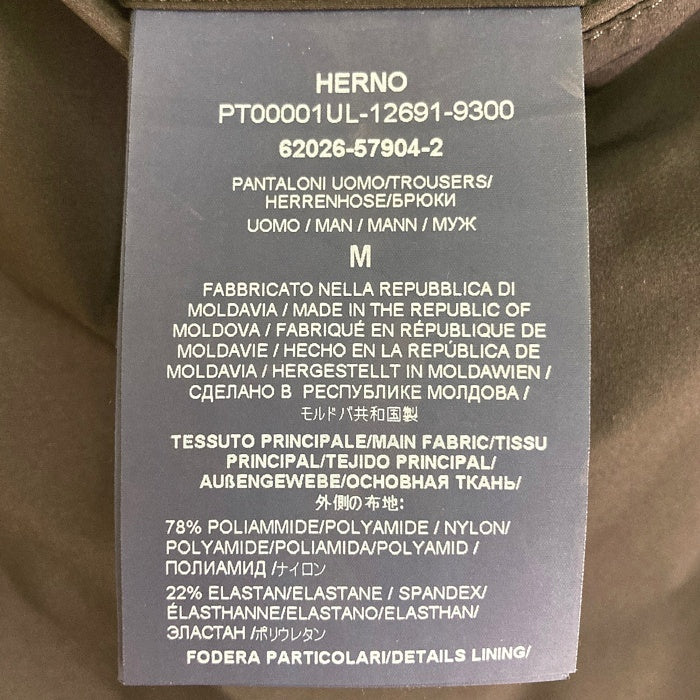 HERNO
PT00001UL-12691-9300
62026-57904-2
PANTALONI UOMO/TROUSERS/
HERRENHOSE/БРЮКИ
UOMO / MAN / MANN / МУЖ
M
FABBRICATO NELLA REPUBBLICA DI
MOLDAVIA / MADE IN THE REPUBLIC OF
MOLDOVA / FABRIQUÉ EN RÉPUBLIQUE DE
MOLDAVIE / HECHO EN LA REPÚBLICA DE
MOLDAVIA / HERGESTELLT IN MOLDAWIEN /
СДЕЛАНО В РЕСПУБЛИКЕ МОЛДОВА /
モルドバ共和国製
TESSUTO PRINCIPALE/MAIN FABRIC/TISSU
PRINCIPAL/TEJIDO PRINCIPAL/
AUßENGEWEBE/ОСНОВНАЯ ТКАНЬ/
外側の布地:
78% POLIAMMIDE/POLYAMIDE / NYLON/
POLYAMIDE/POLIAMIDA/POLYAMID /
ПОЛИАМИД /ナイロン
22% ELASTAN/ELASTANE / SPANDEX/
ÉLASTHANNE/ELASTANO/ELASTHAN/
ЭЛАСТАН /ポリウレタン
FODERA PARTICOLARI/DETAILS LINING/